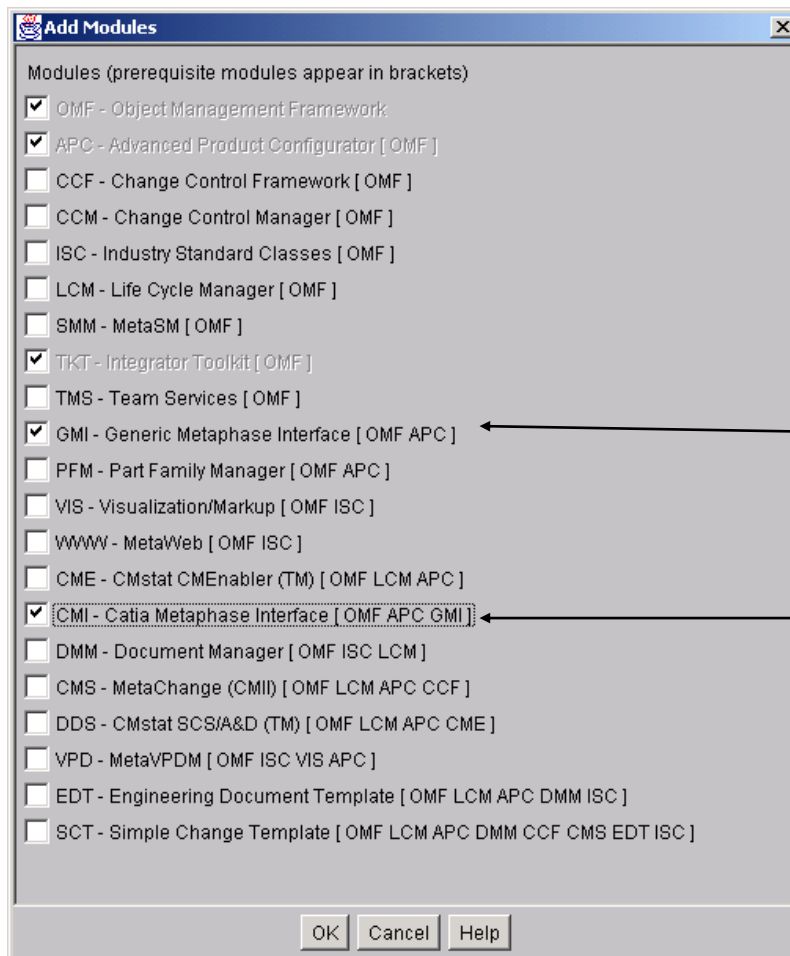 Add Modules
Modules (prerequisite modules appear in brackets)
OMF - Object Management Framework
APC - Advanced Product Configurator [ OMF ]
CCF - Change Control Framework [ OMF ]
CCM - Change Control Manager [ OMF ]
ISC - Industry Standard Classes [ OMF ]
LCM - Life Cycle Manager [ OMF ]
SMM - MetaSM [ OMF ]
TKT - Integrator Toolkit [ OMF ]
TMS - Team Services [ OMF ]
GMI - Generic Metaphase Interface [ OMF APC ]
PFM - Part Family Manager [ OMF APC ]
VIS - Visualization/Markup [ OMF ISC ]
WWW - MetaWeb [ OMF ISC ]
CME - CMstat CMEnabler (TM) [ OMF LCM APC ]
CMI - Catia Metaphase Interface [ OMF APC GMI ]
DMM - Document Manager [ OMF ISC LCM ]
CMS - MetaChange (CMII) [ OMF LCM APC CCF ]
DDS - CMstat SCS/A&D (TM) [ OMF LCM APC CME ]
VPD - MetaVPDM [ OMF ISC VIS APC ]
EDT - Engineering Document Template [ OMF LCM APC DMM ISC ]
SCT - Simple Change Template [ OMF LCM APC DMM CCF CMS EDT ISC ]
OK Cancel Help